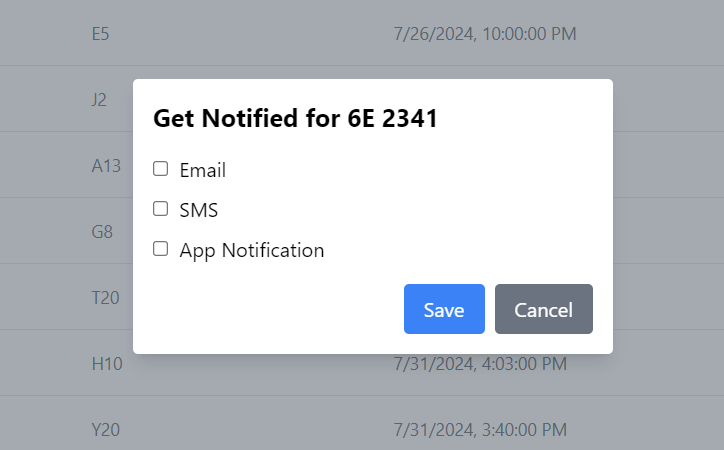 E5 7/26/2024, 10:00:00 PM
J2
Get Notified for 6E 2341
A13
Email
SMS
G8
App Notification
T20
Save Cancel
H10 7/31/2024, 4:03:00 PM
Y20 7/31/2024, 3:40:00 PM